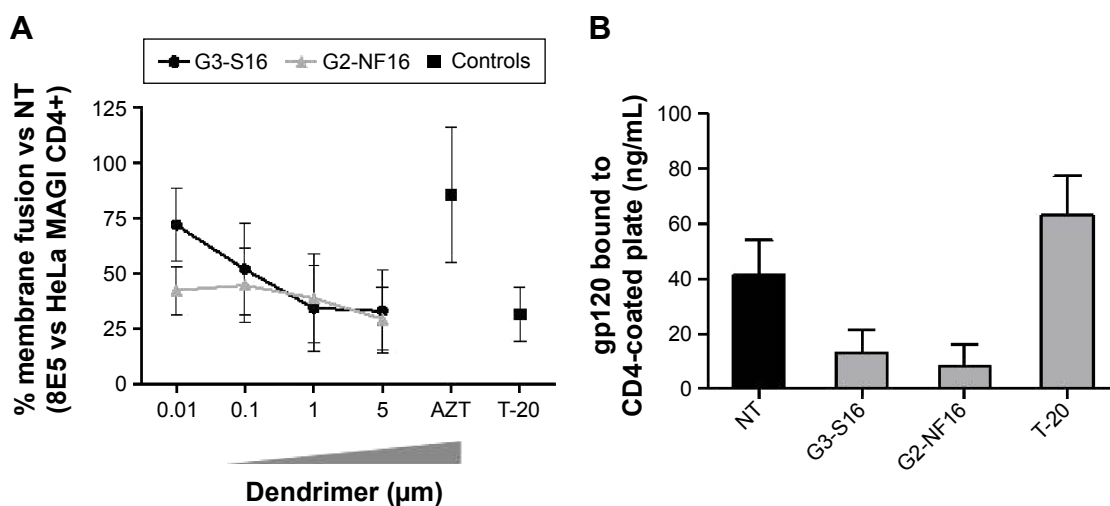 A
G3-S16 G2-NF16 Controls
% membrane fusion vs NT
(8E5 vs HeLa MAGI CD4+)
125
100
75
50
25
0
0.01 0.1 1 5 AZT T-20
Dendrimer (µm)
B
gp120 bound to
CD4-coated plate (ng/mL)
100
80
60
40
20
0
NT G3-S16 G2-NF16 T-20